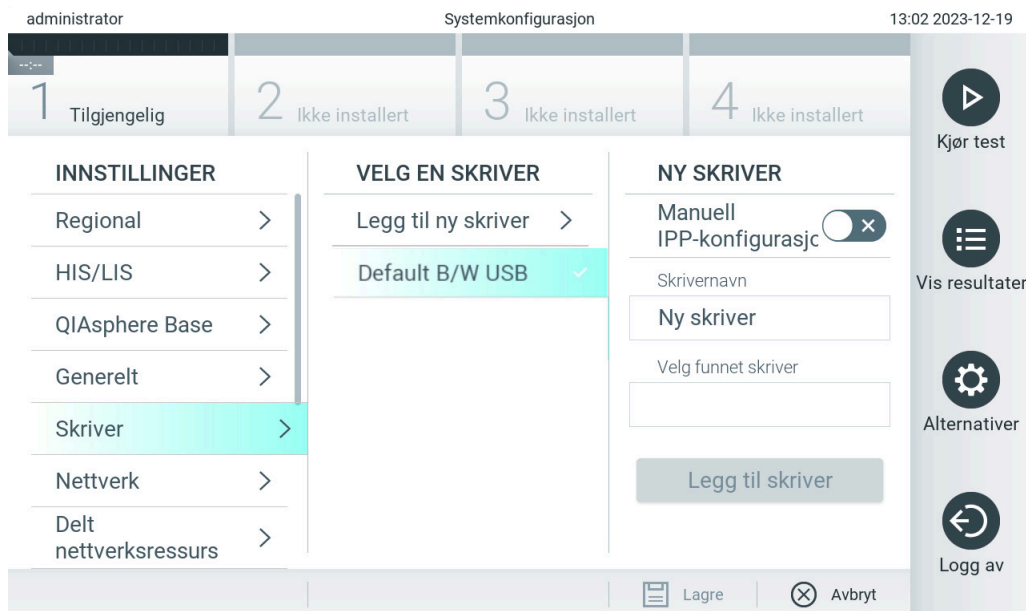 administrator
Systemkonfigurasjon
13:02 2023-12-19
--:--
1 Tilgjengelig
2 Ikke installert
3 Ikke installert
4 Ikke installert
INNSTILLINGER
Regional
HIS/LIS
QIAsphere Base
Generelt
Skriver
Nettverk
Delt
nettverksressurs
VELG EN SKRIVER
Legg til ny skriver
Default B/W USB
NY SKRIVER
Manuell
IPP-konfigurasjo
Skrivernavn
Ny skriver
Velg funnet skriver
Legg til skriver
Lagre
Avbryt
Kjør test
Vis resultater
Alternativer
Logg av